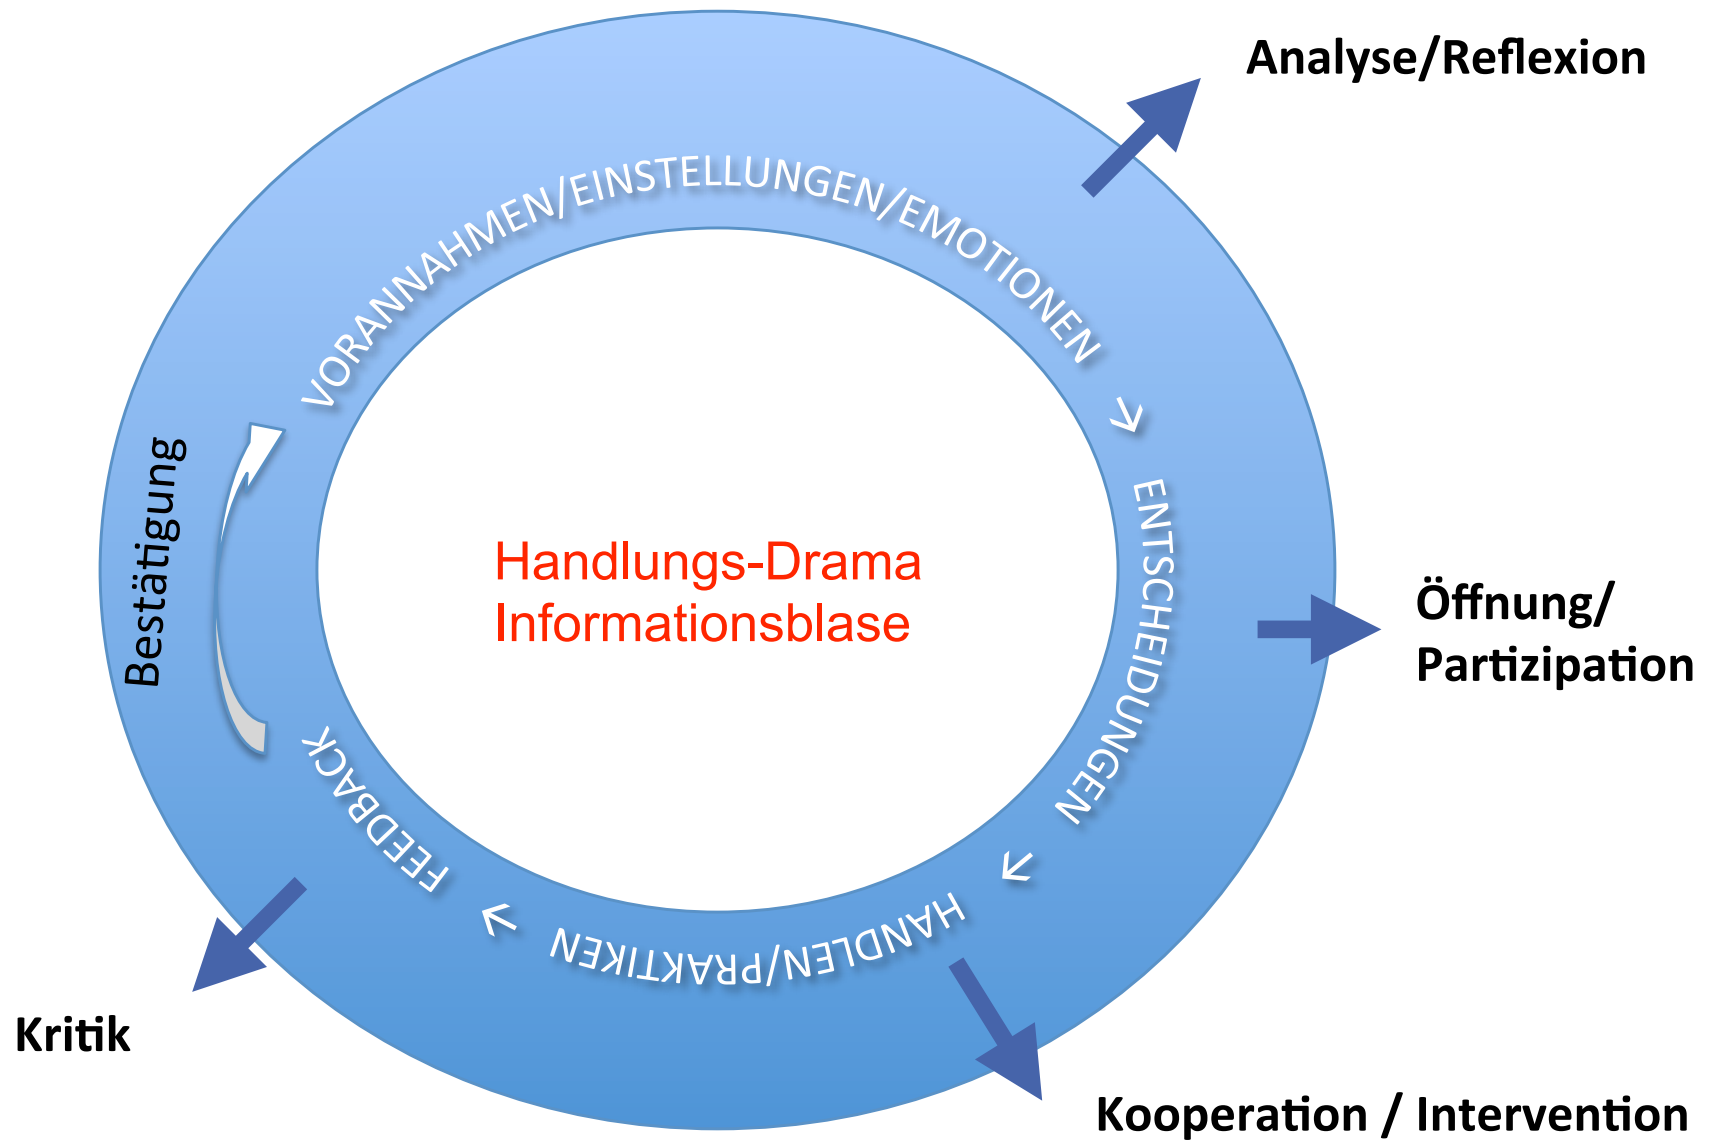 Analyse/Reflexion
VORANNAHMEN/EINSTELLUNGEN/EMOTIONEN → ENTSCHEIDUNGEN → HANDLEN/PRAKTIKEN → FEEDBACK
Bestätigung
Handlungs-Drama
Informationsblase
Öffnung/
Partizipation
Kritik
Kooperation / Intervention